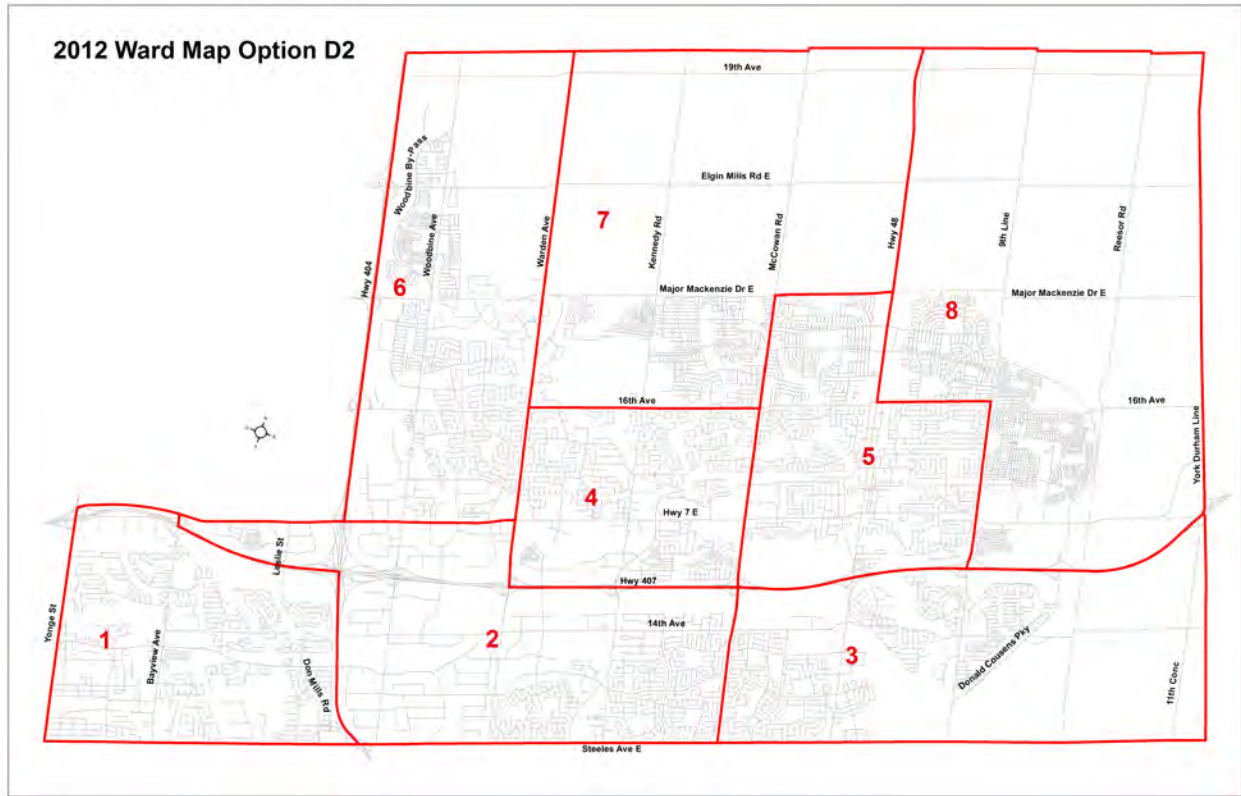 2012 Ward Map Option D2
19th Ave
Woodbine By-Pass
Elgin Mills Rd E
7
Woodbine Ave
Warden Ave
Kennedy Rd
McCowan Rd
Hwy 48
9th Line
Reesor Rd
Hwy 404
6
Major Mackenzie Dr E
8
Major Mackenzie Dr E
16th Ave
16th Ave
York Durham Line
5
4
Hwy 7 E
Leslie St
Hwy 407
Yonge St
1
Bayview Ave
2
14th Ave
3
Don Mills Rd
Donald Cousens Pky
11th Conc
Steeles Ave E